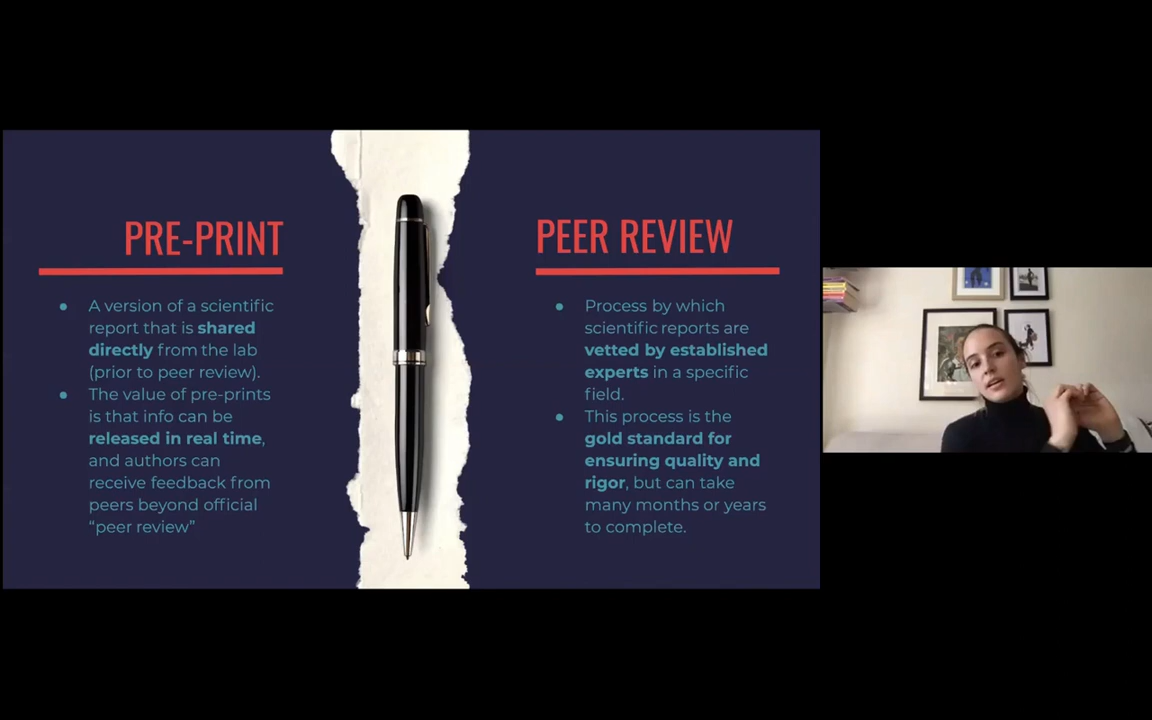 PRE-PRINT
● A version of a scientific
report that is shared
directly from the lab
(prior to peer review).
● The value of pre-prints
is that info can be
released in real time,
and authors can
receive feedback from
peers beyond official
“peer review”
PEER REVIEW
● Process by which
scientific reports are
vetted by established
experts in a specific
field.
● This process is the
gold standard for
ensuring quality and
rigor, but can take
many months or years
to complete.